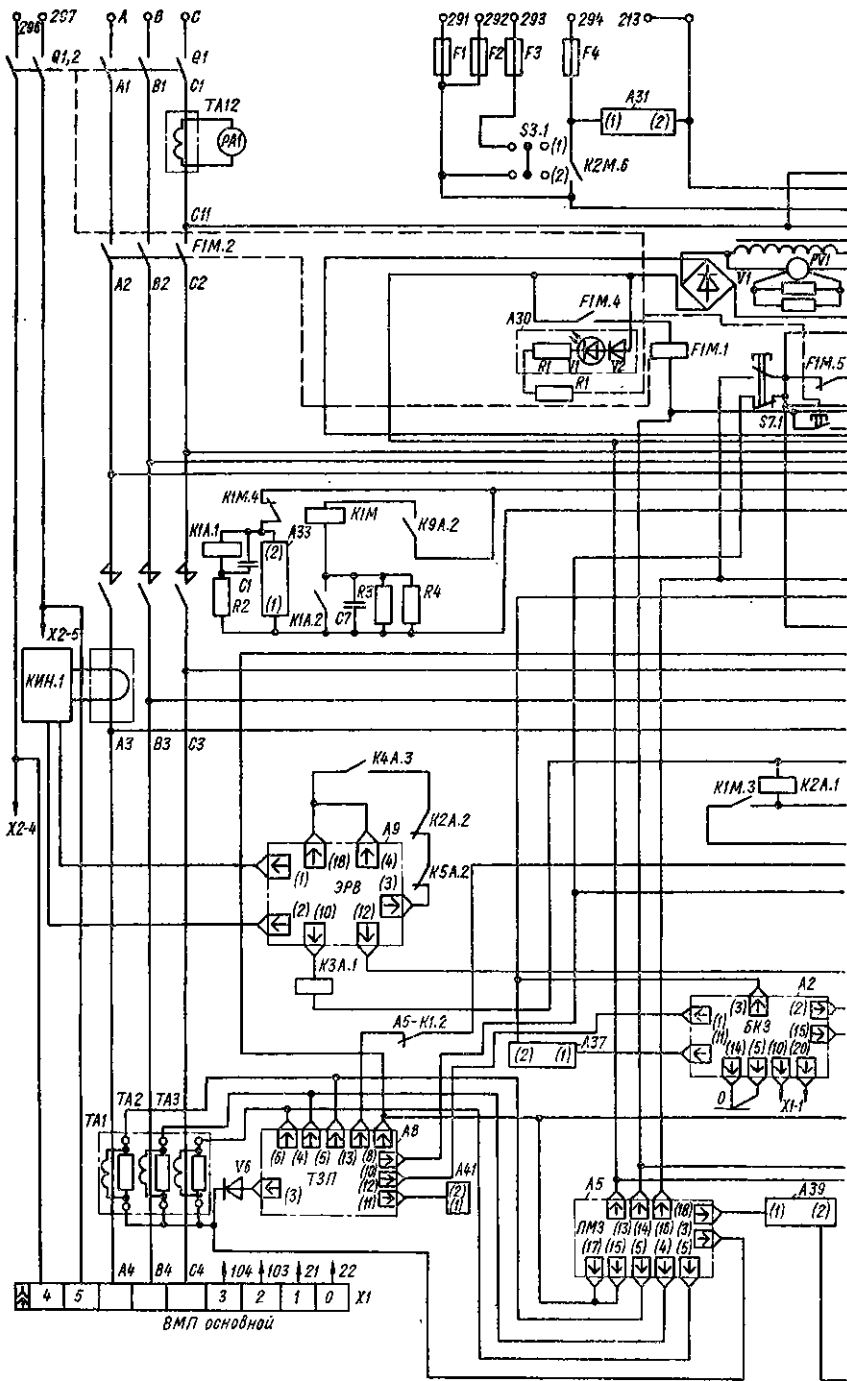 296 297 A B C 291 292 293 294 213
Q1,2 Q1 F1 F2 F3 F4
A1 B1 C1 A31
TA12 (1) (2)
PA1 S3.1 (1)
K2M.6
(2)
C11
F1M.2 PV1
V1
A2 B2 C2
F1M.4
A30
R1 V1 V2 F1M.1 F1M.5
R1
S7.1
K1M.4 K1M K9A.2
K1A.1 A33
(2)
C1
R2 (1) K1A.2 C7 R3 R4
X2-5
КИН.1
A3 B3 C3
K4A.3
K1M.3 K2A.1
X2-4 K2A.2
A9
(1) (18) (4) K5A.2
ЭРВ (3)
(2) (10) (12)
K3A.1
A2
A5-K1.2 (3) (2)
(1) БКЗ
(11) (15)
A37 (14) (5) (10) (20)
(2) (1)
0 X1-1
TA2 TA3
TA1 A8
V6 (6) (4) (5) (13) (8)
(10) A41
ТЗП (12)
(3) (11) (2)
(1)
A5 A39
(18) (1) (2)
ПМЗ (13) (14) (16) (3)
(17) (15) (5) (4) (5)
A4 B4 C4 104 103 21 22
4 5 3 2 1 0 X1
ВМП основной